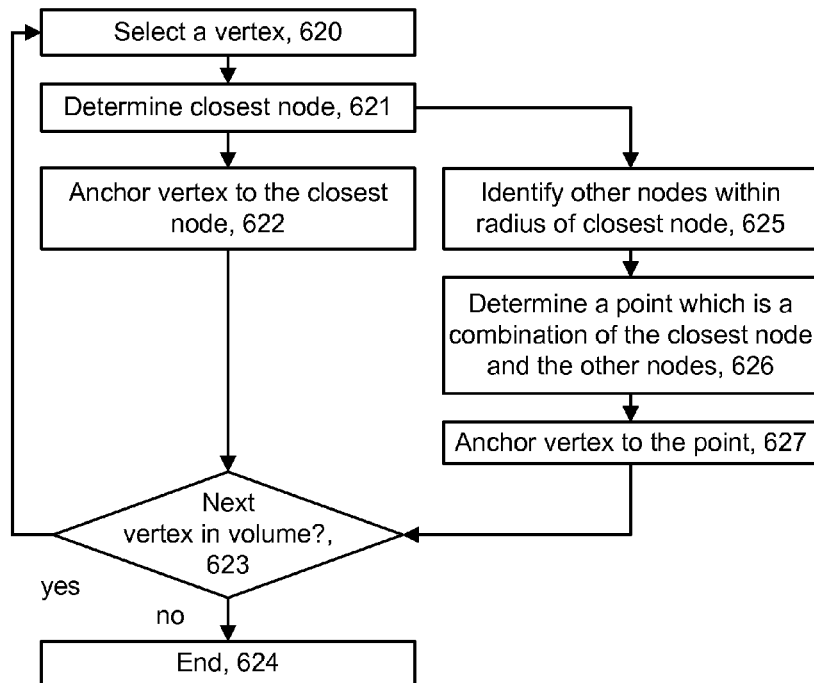 Select a vertex, 620
Determine closest node, 621
Anchor vertex to the closest
node, 622
Identify other nodes within
radius of closest node, 625
Determine a point which is a
combination of the closest node
and the other nodes, 626
Anchor vertex to the point, 627
Next
vertex in volume?,
623
yes
no
End, 624